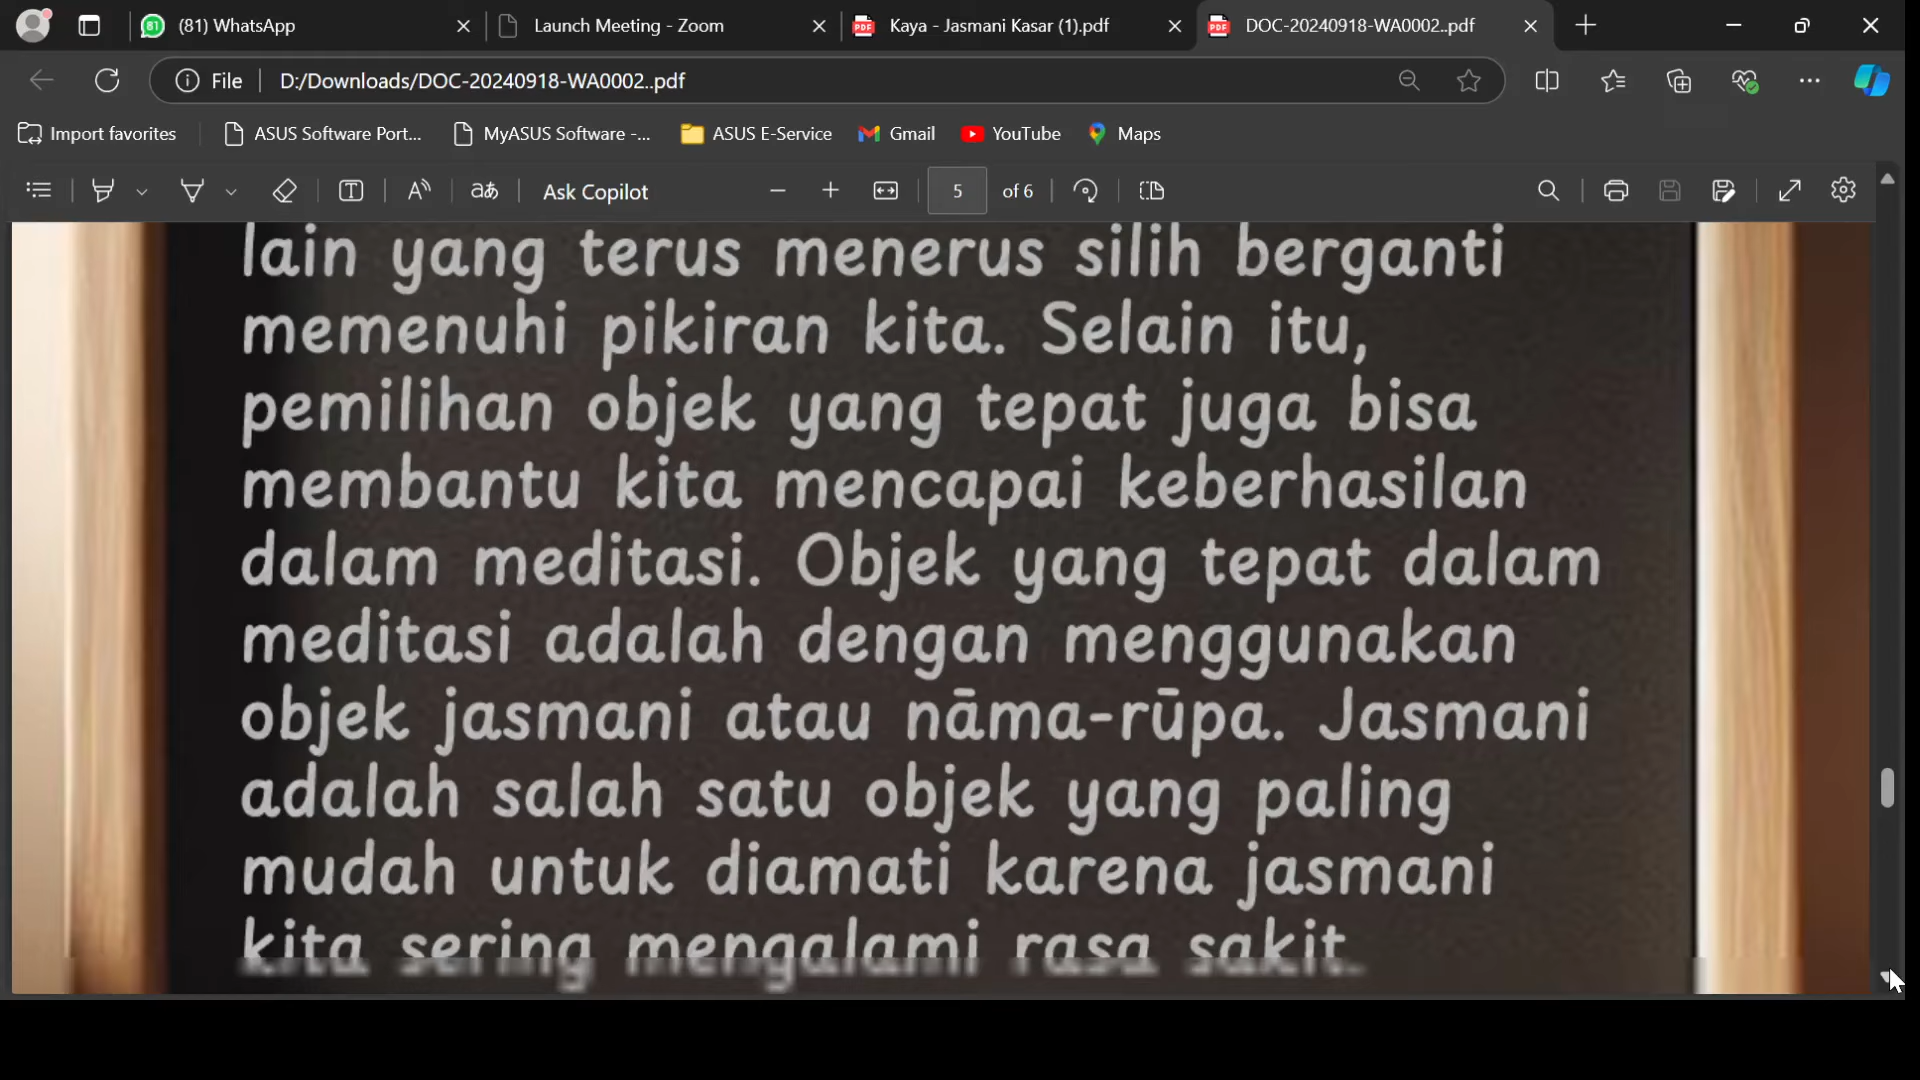 (81) WhatsApp
Launch Meeting - Zoom
Kaya - Jasmani Kasar (1).pdf
DOC-20240918-WA0002..pdf
File
D:/Downloads/DOC-20240918-WA0002..pdf
Import favorites
ASUS Software Port...
MyASUS Software -...
ASUS E-Service
Gmail
YouTube
Maps
aあ
Ask Copilot
5 of 6
lain yang terus menerus silih berganti
memenuhi pikiran kita. Selain itu,
pemilihan objek yang tepat juga bisa
membantu kita mencapai keberhasilan
dalam meditasi. Objek yang tepat dalam
meditasi adalah dengan menggunakan
objek jasmani atau nāma-rūpa. Jasmani
adalah salah satu objek yang paling
mudah untuk diamati karena jasmani
kita sering mengalami rasa sakit.